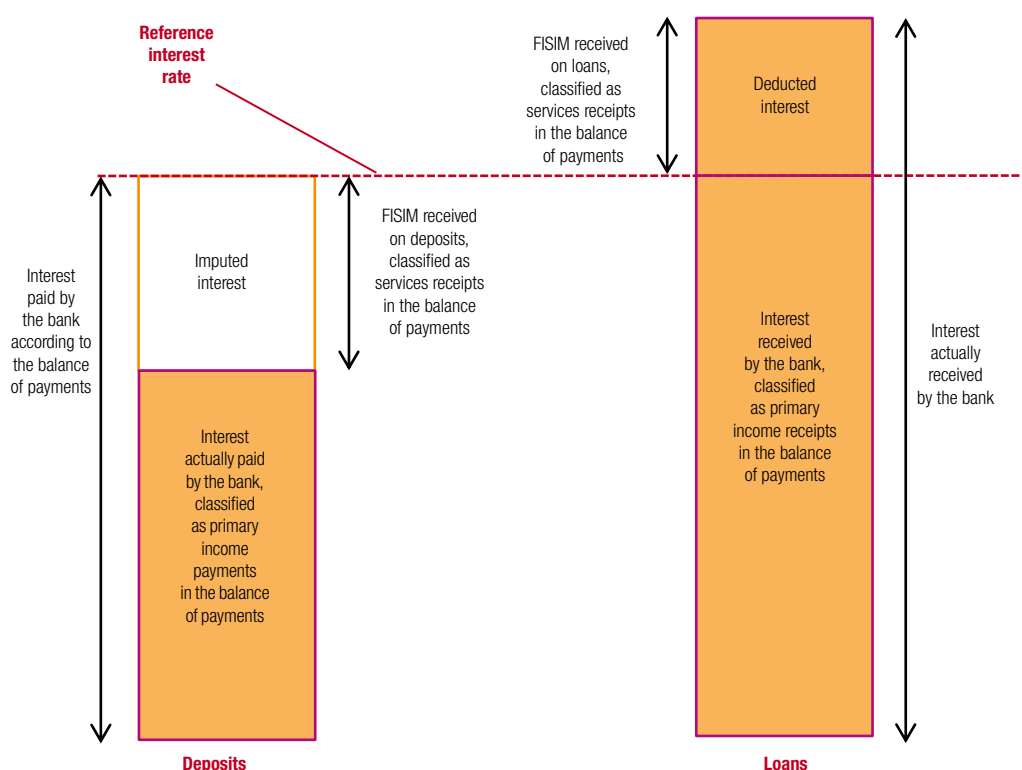 Reference
interest
rate
FISIM received
on loans,
classified as
services receipts
in the balance
of payments
Deducted
interest
Interest
paid by
the bank
according to
the balance
of payments
Imputed
interest
FISIM received
on deposits,
classified as
services receipts
in the balance
of payments
Interest
actually paid
by the bank,
classified
as primary
income
payments
in the balance
of payments
Interest
received
by the bank,
classified
as primary
income receipts
in the balance
of payments
Interest
actually
received
by the bank
Deposits
Loans